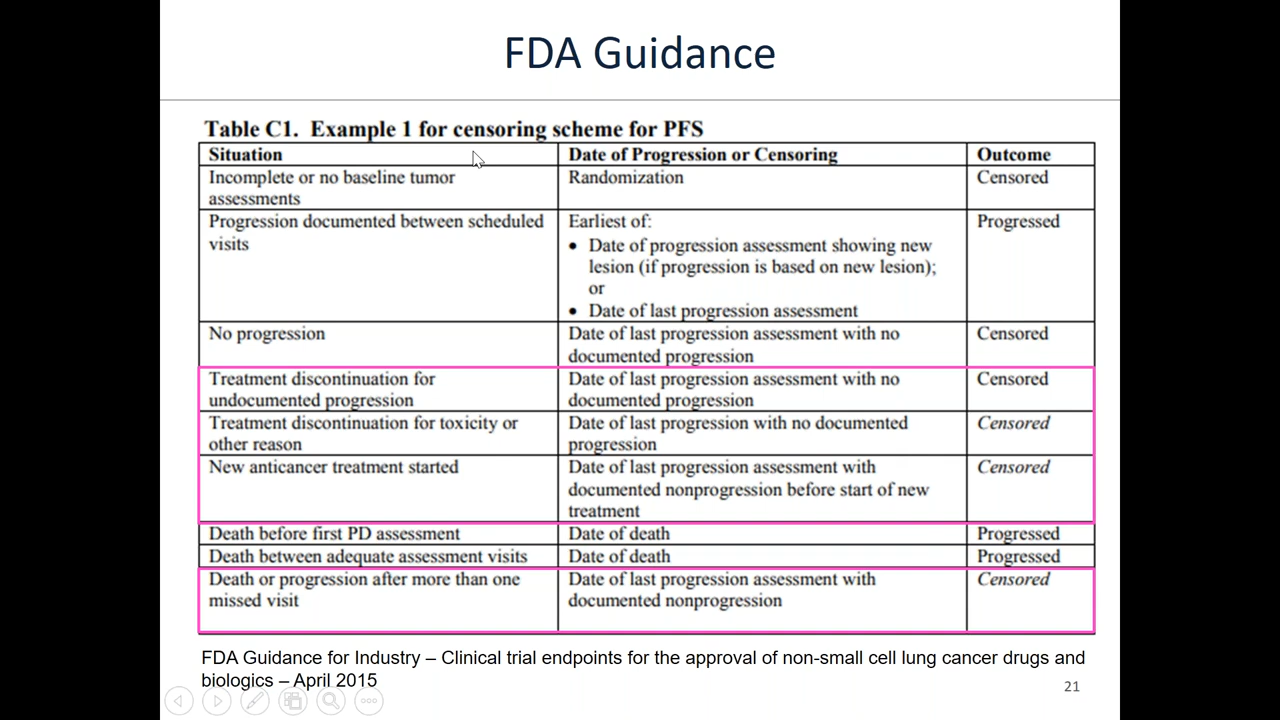 FDA Guidance
Table C1. Example 1 for censoring scheme for PFS
Situation
Date of Progression or Censoring
Outcome
Incomplete or no baseline tumor
assessments
Randomization
Censored
Progression documented between scheduled
visits
Earliest of:
• Date of progression assessment showing new
lesion (if progression is based on new lesion);
or
• Date of last progression assessment
Progressed
No progression
Date of last progression assessment with no
documented progression
Censored
Treatment discontinuation for
undocumented progression
Date of last progression assessment with no
documented progression
Censored
Treatment discontinuation for toxicity or
other reason
Date of last progression with no documented
progression
Censored
New anticancer treatment started
Date of last progression assessment with
documented nonprogression before start of new
treatment
Censored
Death before first PD assessment
Date of death
Progressed
Death between adequate assessment visits
Date of death
Progressed
Death or progression after more than one
missed visit
Date of last progression assessment with
documented nonprogression
Censored
FDA Guidance for Industry – Clinical trial endpoints for the approval of non-small cell lung cancer drugs and
biologics – April 2015
21